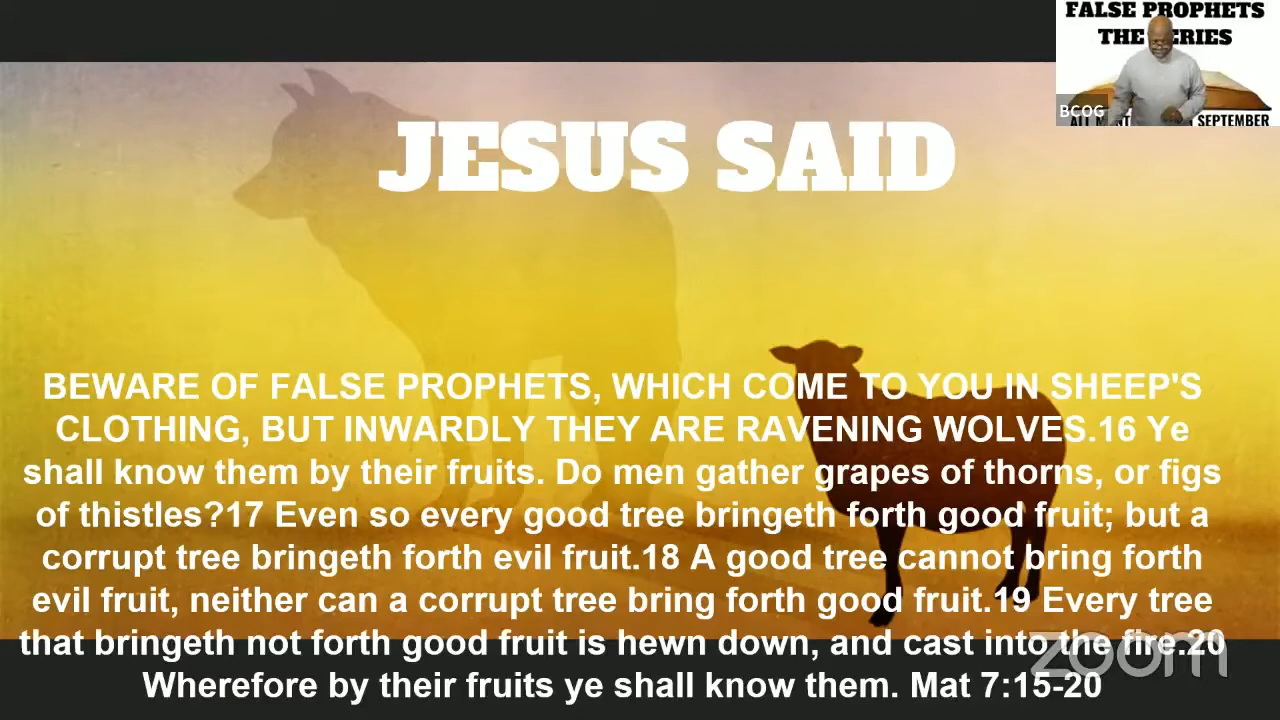 FALSE PROPHETS
THE
ERIES
BCOG
ALL
SEPTEMBER
JESUS SAID
BEWARE OF FALSE PROPHETS, WHICH COME TO YOU IN SHEEP'S
CLOTHING, BUT INWARDLY THEY ARE RAVENING WOLVES.16 Ye
shall know them by their fruits. Do men gather grapes of thorns, or figs
of thistles?17 Even so every good tree bringeth forth good fruit; but a
corrupt tree bringeth forth evil fruit.18 A good tree cannot bring forth
evil fruit, neither can a corrupt tree bring forth good fruit.19 Every tree
that bringeth not forth good fruit is hewn down, and cast into the fire.20
Wherefore by their fruits ye shall know them. Mat 7:15-20
zoom